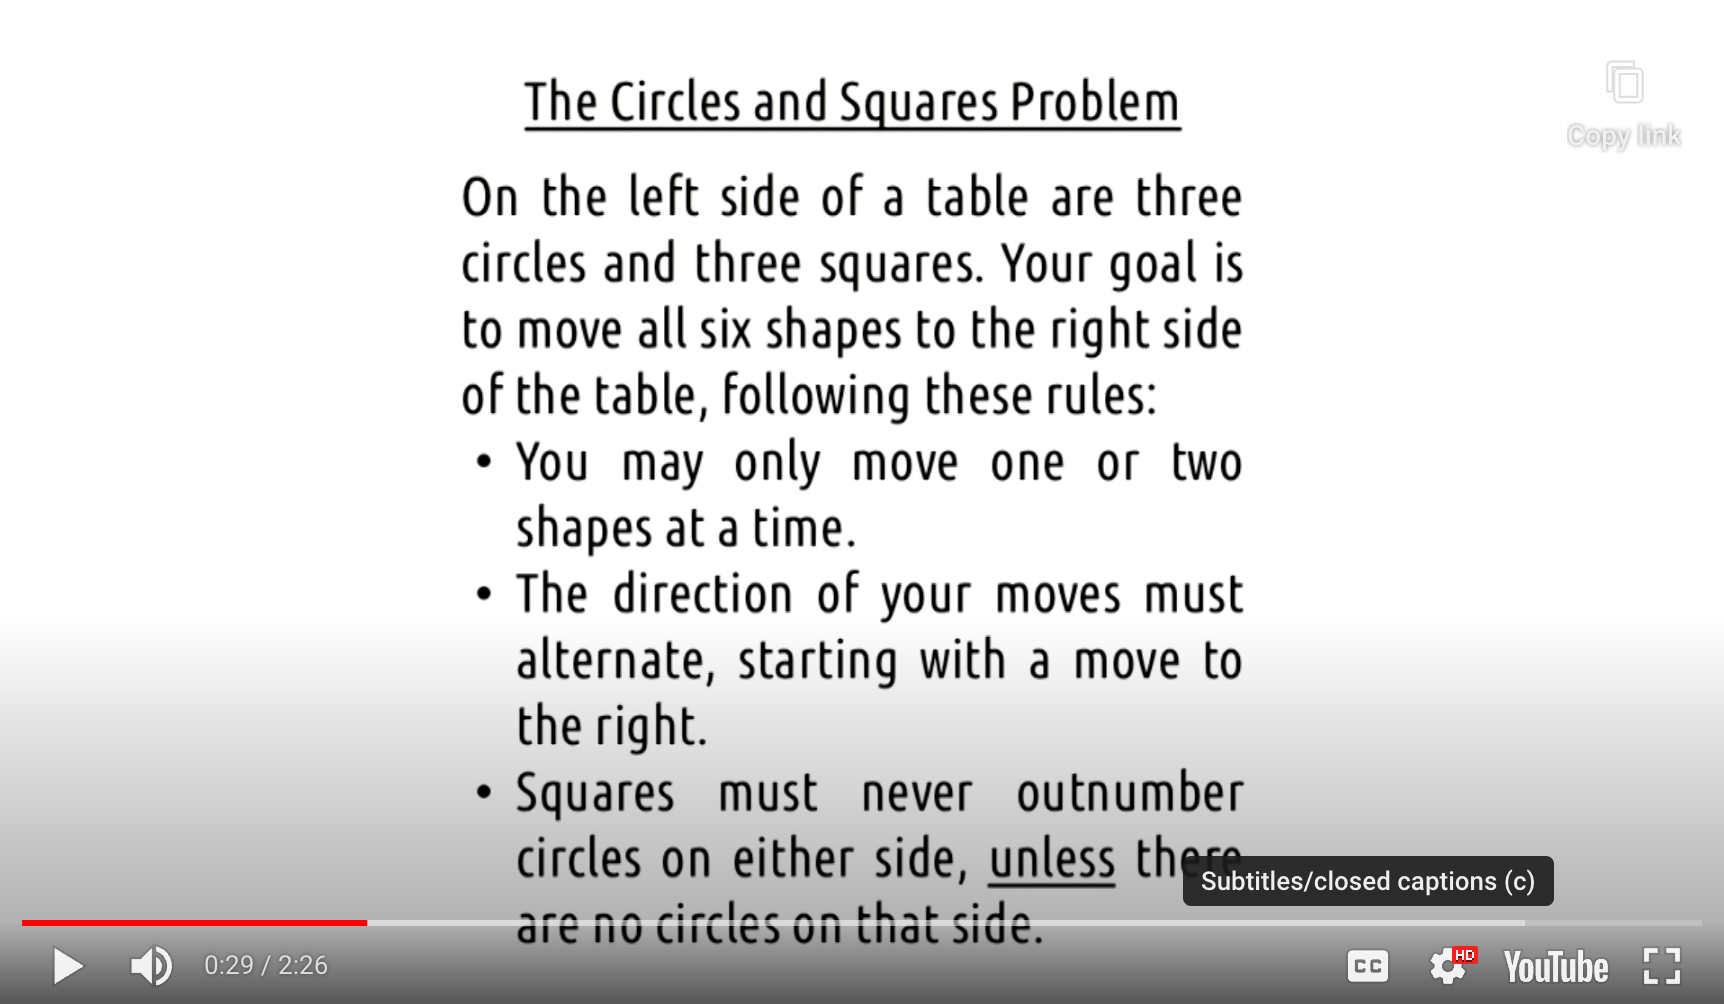 The Circles and Squares Problem
Copy link
On the left side of a table are three
circles and three squares. Your goal is
to move all six shapes to the right side
of the table, following these rules:
• You may only move one or two
shapes at a time.
• The direction of your moves must
alternate, starting with a move to
the right.
• Squares must never outnumber
circles on either side, unless there
Subtitles/closed captions (c)
are no circles on that side.
0:29 / 2:26
CC
HD
YouTube